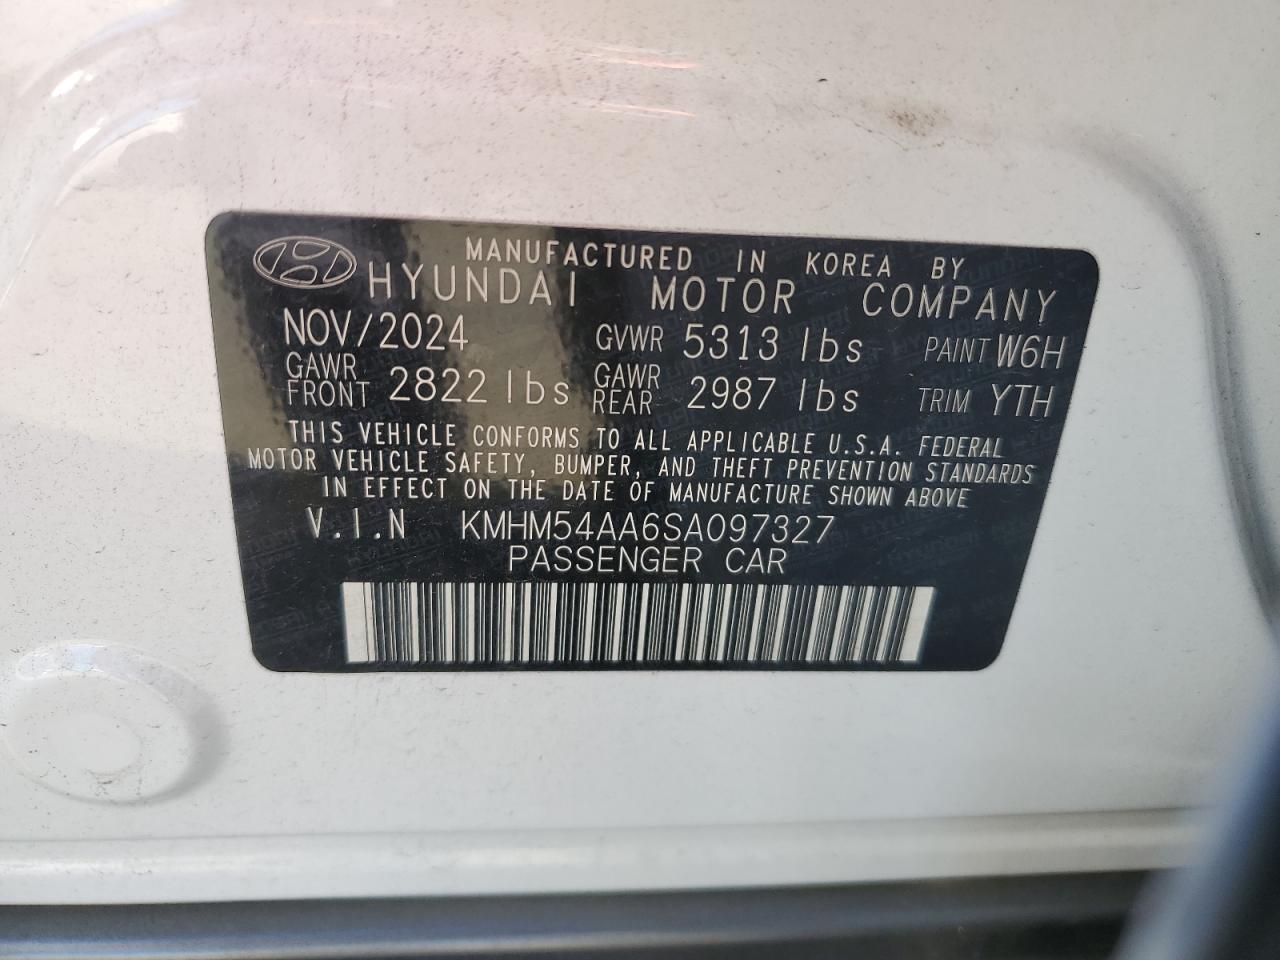 MANUFACTURED IN KOREA BY
HYUNDAI MOTOR COMPANY
NOV/2024 GVWR 5313 lbs PAINT W6H
GAWR FRONT 2822 lbs GAWR REAR 2987 lbs TRIM YTH
THIS VEHICLE CONFORMS TO ALL APPLICABLE U.S.A. FEDERAL
MOTOR VEHICLE SAFETY, BUMPER, AND THEFT PREVENTION STANDARDS
IN EFFECT ON THE DATE OF MANUFACTURE SHOWN ABOVE
V.I.N KMHM54AA6SA097327
PASSENGER CAR